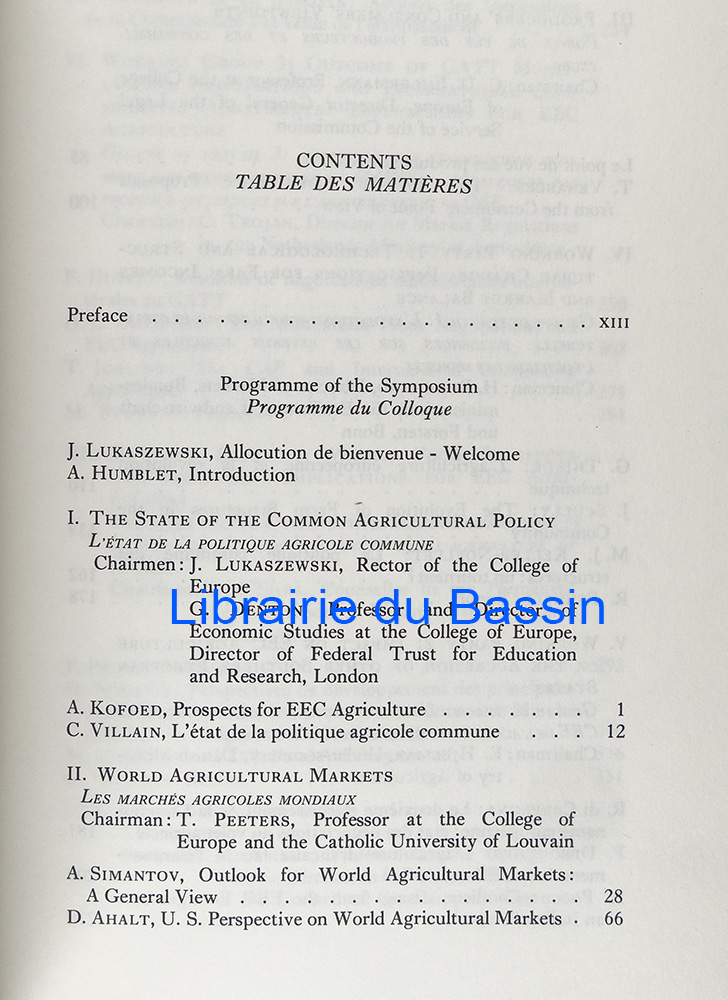 CONTENTS
TABLE DES MATIÈRES
Preface . . . . . . . . . . . . . . . . . . . . XIII
Programme of the Symposium
Programme du Colloque
J. LUKASZEWSKI, Allocution de bienvenue - Welcome
A. HUMBLET, Introduction
I. THE STATE OF THE COMMON AGRICULTURAL POLICY
L'ÉTAT DE LA POLITIQUE AGRICOLE COMMUNE
Chairmen: J. LUKASZEWSKI, Rector of the College of
Europe
Librairie du Bassin
G. DENTON, Professor and Director of
Economic Studies at the College of Europe,
Director of Federal Trust for Education
and Research, London
A. KOFOED, Prospects for EEC Agriculture . . . . . . . 1
C. VILLAIN, L'état de la politique agricole commune . . . 12
II. WORLD AGRICULTURAL MARKETS
LES MARCHÉS AGRICOLES MONDIAUX
Chairman: T. PEETERS, Professor at the College of
Europe and the Catholic University of Louvain
A. SIMANTOV, Outlook for World Agricultural Markets:
A General View . . . . . . . . . . . . . . . . 28
D. AHALT, U. S. Perspective on World Agricultural Markets . 66